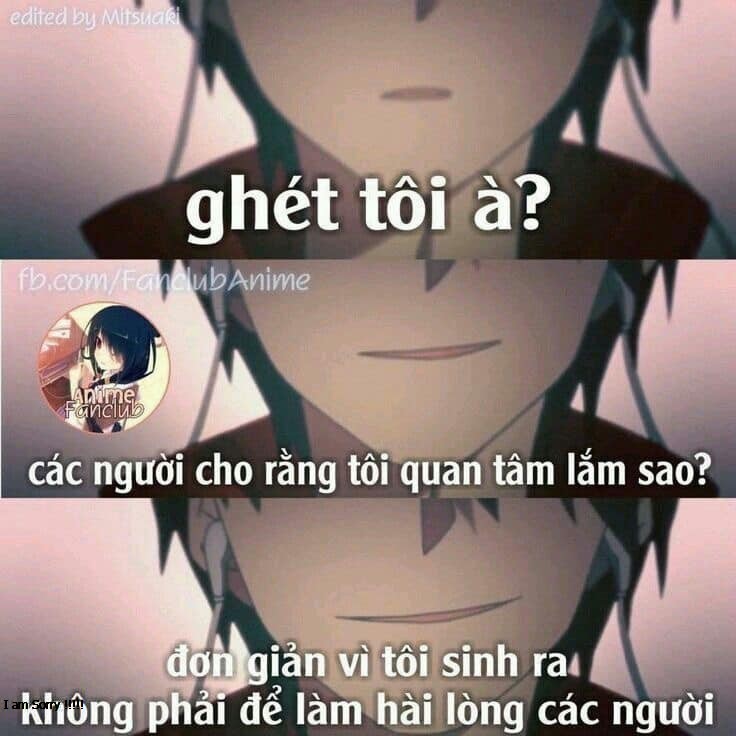 edited by Mitsuaki
ghét tôi à?
fb.com/FanclubAnime
Anime
Fanclub
các người cho rằng tôi quan tâm lắm sao?
đơn giản vì tôi sinh ra
I am Sorry !!!!!
không phải để làm hài lòng các người